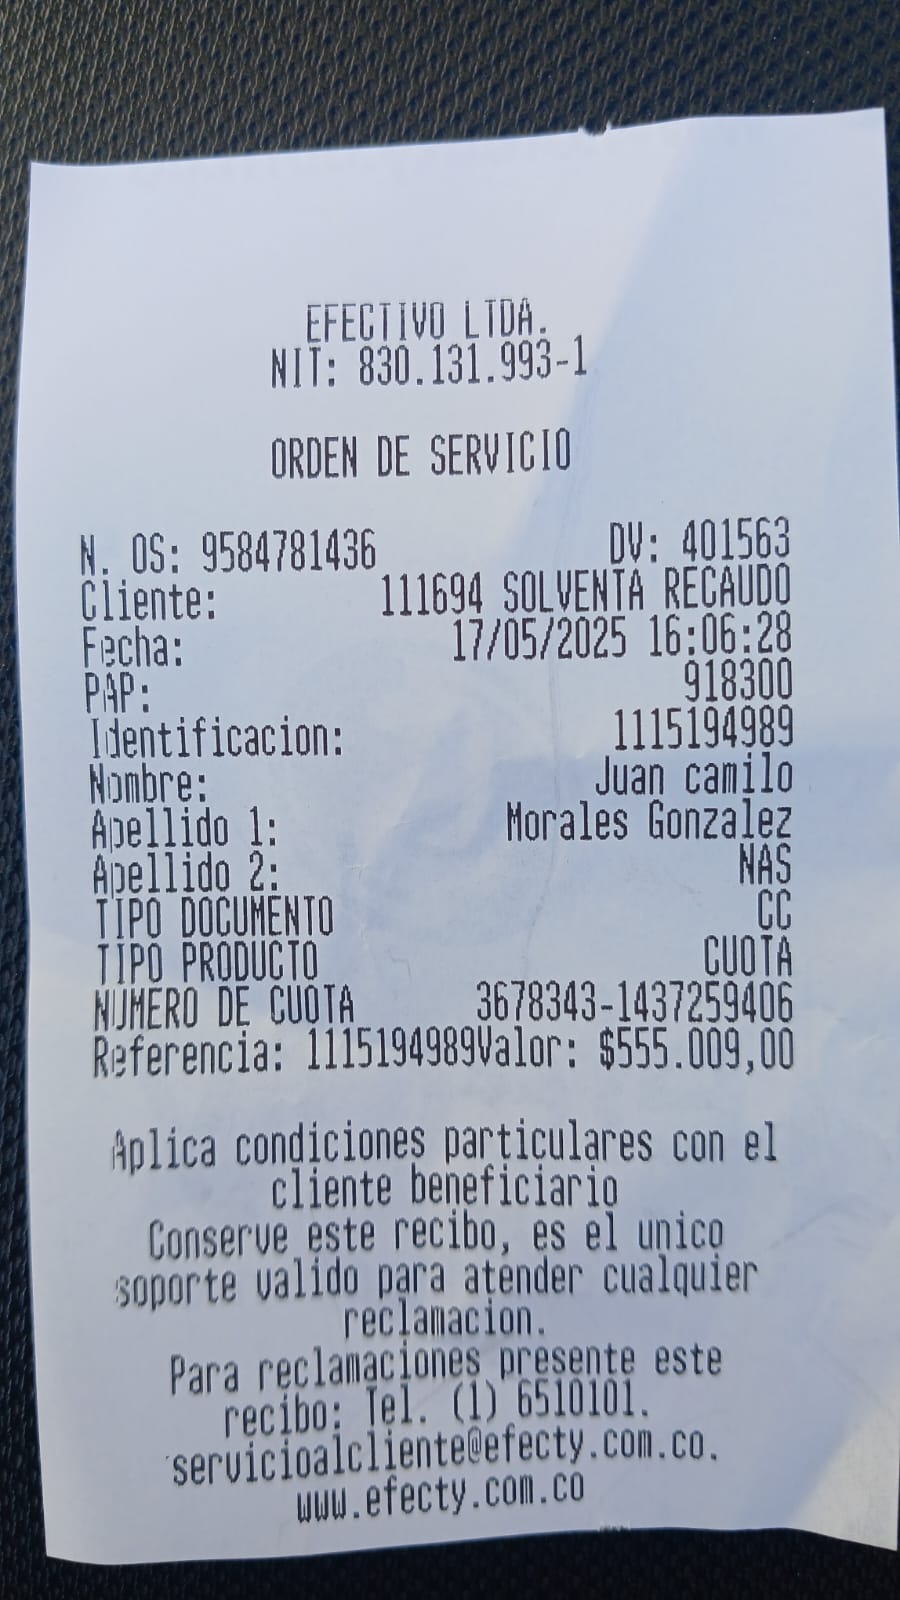 EFECTIVO LTDA.
NIT: 830.131.993-1
ORDEN DE SERVICIO
N. OS: 9584781436 DV: 401563
Cliente: 111694 SOLVENTA RECAUDO
Fecha: 17/05/2025 16:06:28
PAP: 918300
Identificacion: 1115194989
Nombre: Juan camilo
Apellido 1: Morales Gonzalez
Apellido 2: NAS
TIPO DOCUMENTO CC
TIPO PRODUCTO CUOTA
NUMERO DE CUOTA 3678343-1437259406
Referencia: 1115194989Valor: $555.009,00
Aplica condiciones particulares con el
cliente beneficiario
Conserve este recibo, es el unico
soporte valido para atender cualquier
reclamacion.
Para reclamaciones presente este
recibo: Tel. (1) 6510101.
servicioalcliente@efecty.com.co.
www.efecty.com.co